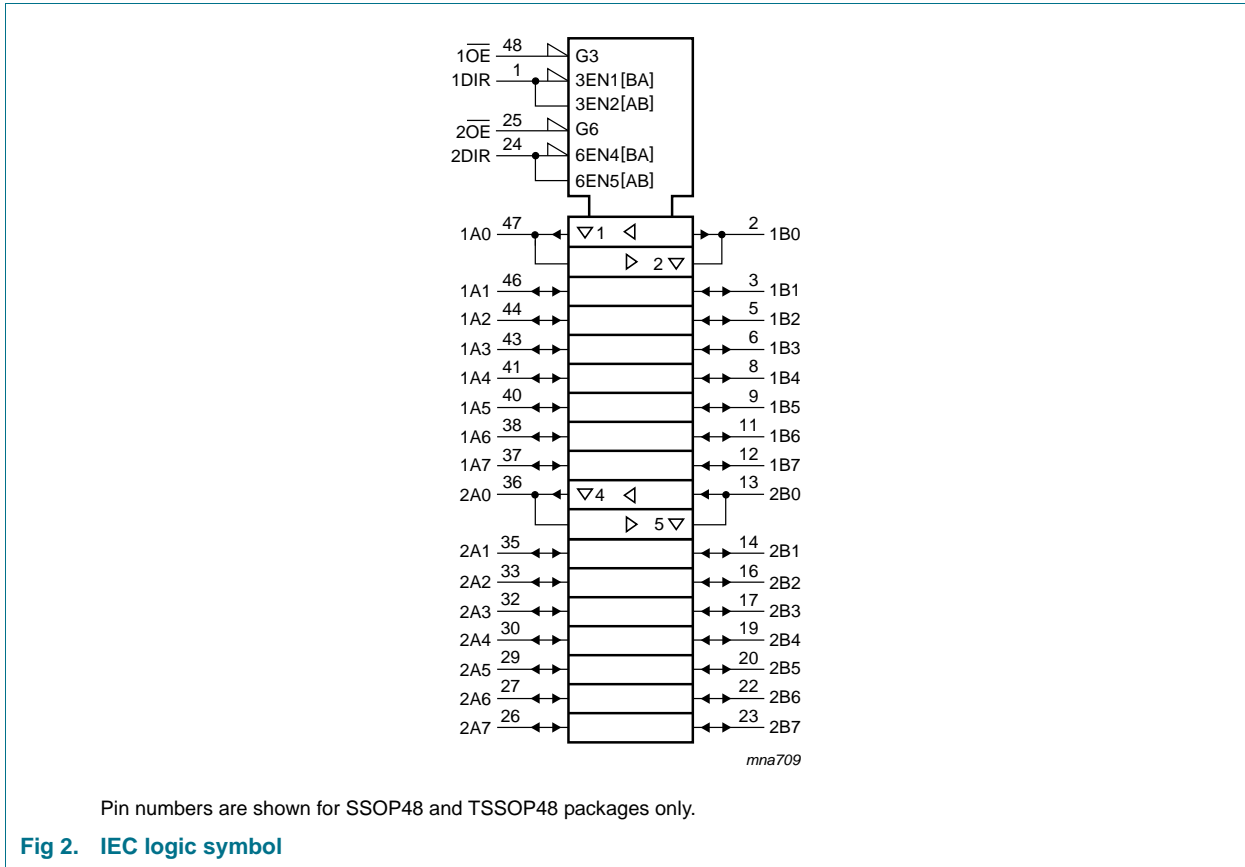 1OE 48 G3
1DIR 1 3EN1[BA]
3EN2[AB]
2OE 25 G6
2DIR 24 6EN4[BA]
6EN5[AB]
1A0 47 1 2 1B0
2
1A1 46 3 1B1
1A2 44 5 1B2
1A3 43 6 1B3
1A4 41 8 1B4
1A5 40 9 1B5
1A6 38 11 1B6
1A7 37 12 1B7
2A0 36 4 13 2B0
5
2A1 35 14 2B1
2A2 33 16 2B2
2A3 32 17 2B3
2A4 30 19 2B4
2A5 29 20 2B5
2A6 27 22 2B6
2A7 26 23 2B7
mna709
Pin numbers are shown for SSOP48 and TSSOP48 packages only.
Fig 2. IEC logic symbol